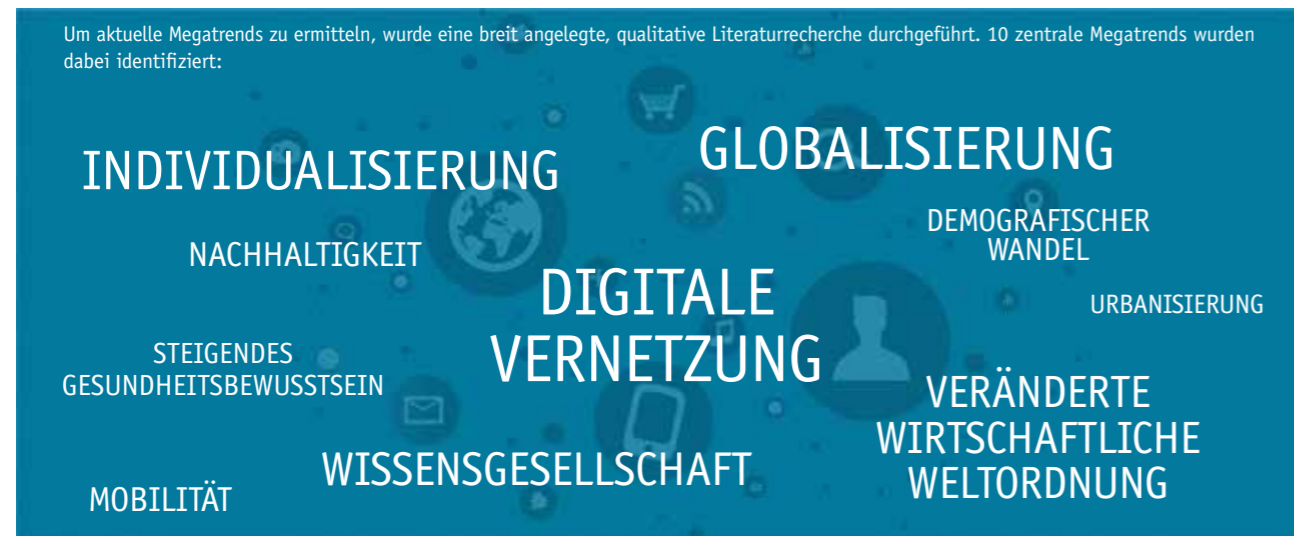 Um aktuelle Megatrends zu ermitteln, wurde eine breit angelegte, qualitative Literaturrecherche durchgeführt. 10 zentrale Megatrends wurden
dabei identifiziert:
INDIVIDUALISIERUNG
GLOBALISIERUNG
NACHHALTIGKEIT
DEMOGRAFISCHER
WANDEL
DIGITALE
VERNETZUNG
URBANISIERUNG
STEIGENDES
GESUNDHEITSBEWUSSTSEIN
VERÄNDERTE
WIRTSCHAFTLICHE
WELTORDNUNG
WISSENSGESELLSCHAFT
MOBILITÄT